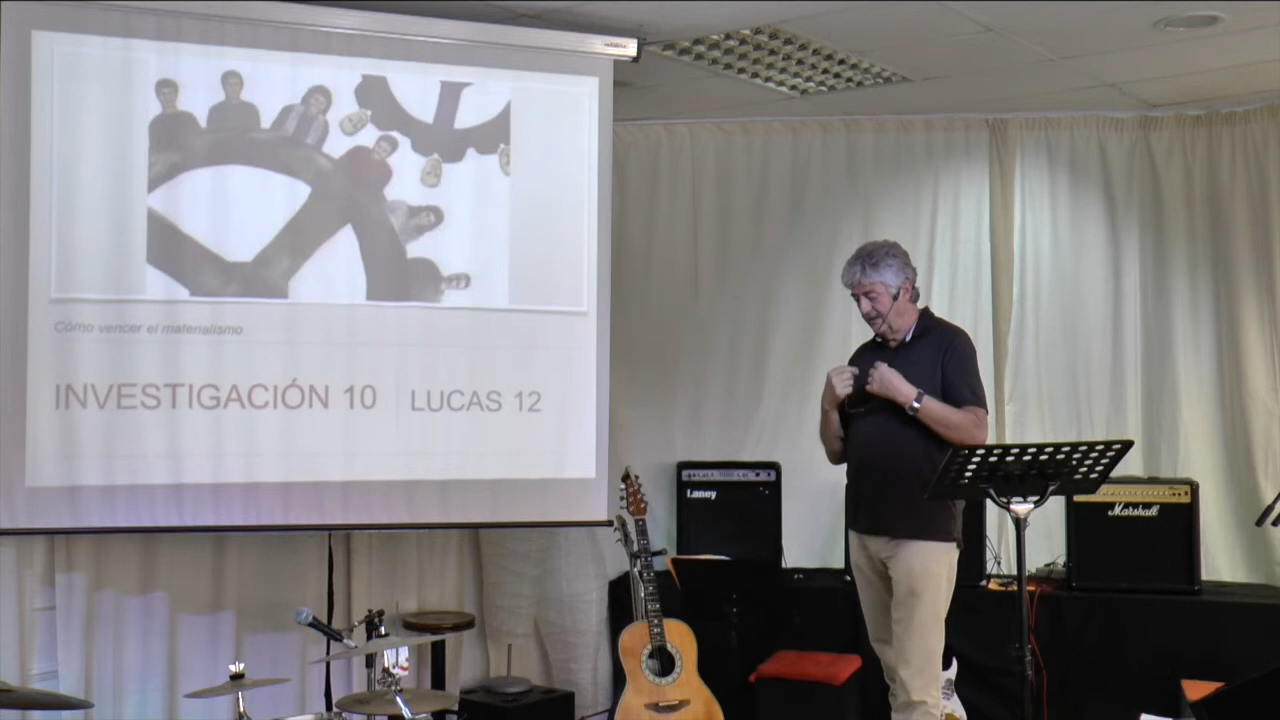 Cómo vencer el materialismo
INVESTIGACIÓN 10 LUCAS 12
Laney
Marshall